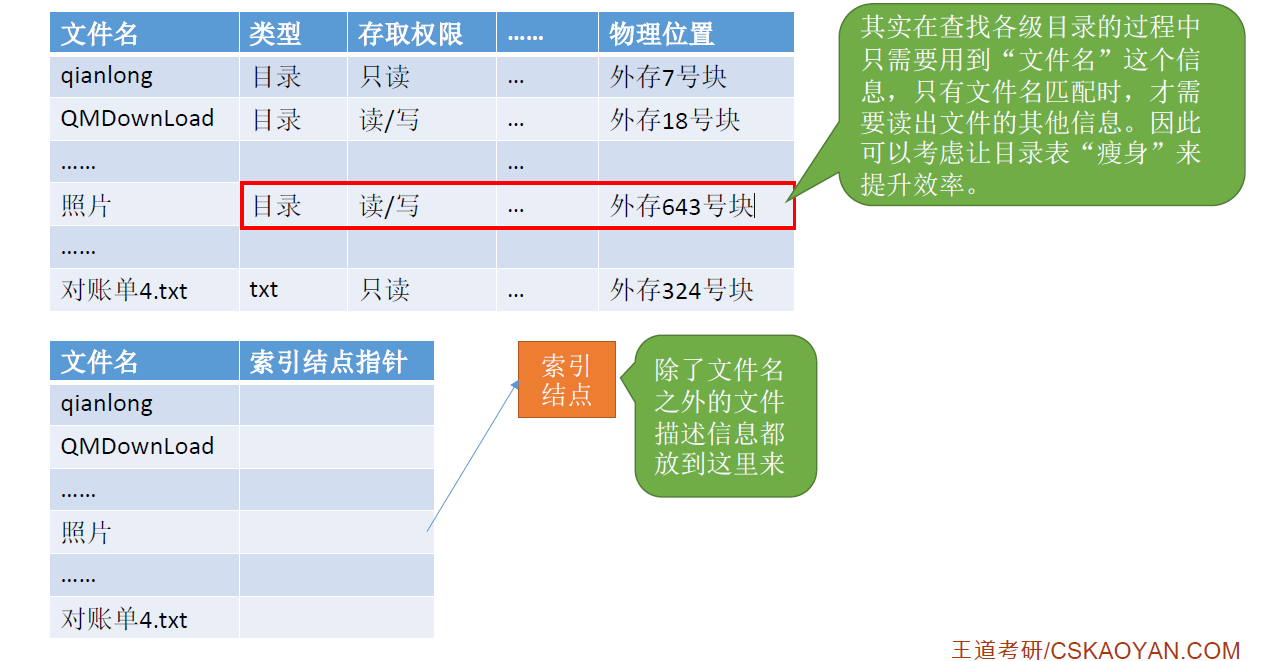 文件名 类型 存取权限 …… 物理位置
qianlong 目录 只读 … 外存7号块
QMDownLoad 目录 读/写 … 外存18号块
…… …
照片 目录 读/写 … 外存643号块
……
对账单4.txt txt 只读 … 外存324号块
其实在查找各级目录的过程中
只需要用到“文件名”这个信
息，只有文件名匹配时，才需
要读出文件的其他信息。因此
可以考虑让目录表“瘦身”来
提升效率。
文件名 索引结点指针
qianlong
QMDownLoad
……
照片
……
对账单4.txt
索引
结点
除了文件名
之外的文件
描述信息都
放到这里来
王道考研/CSKAOYAN.COM